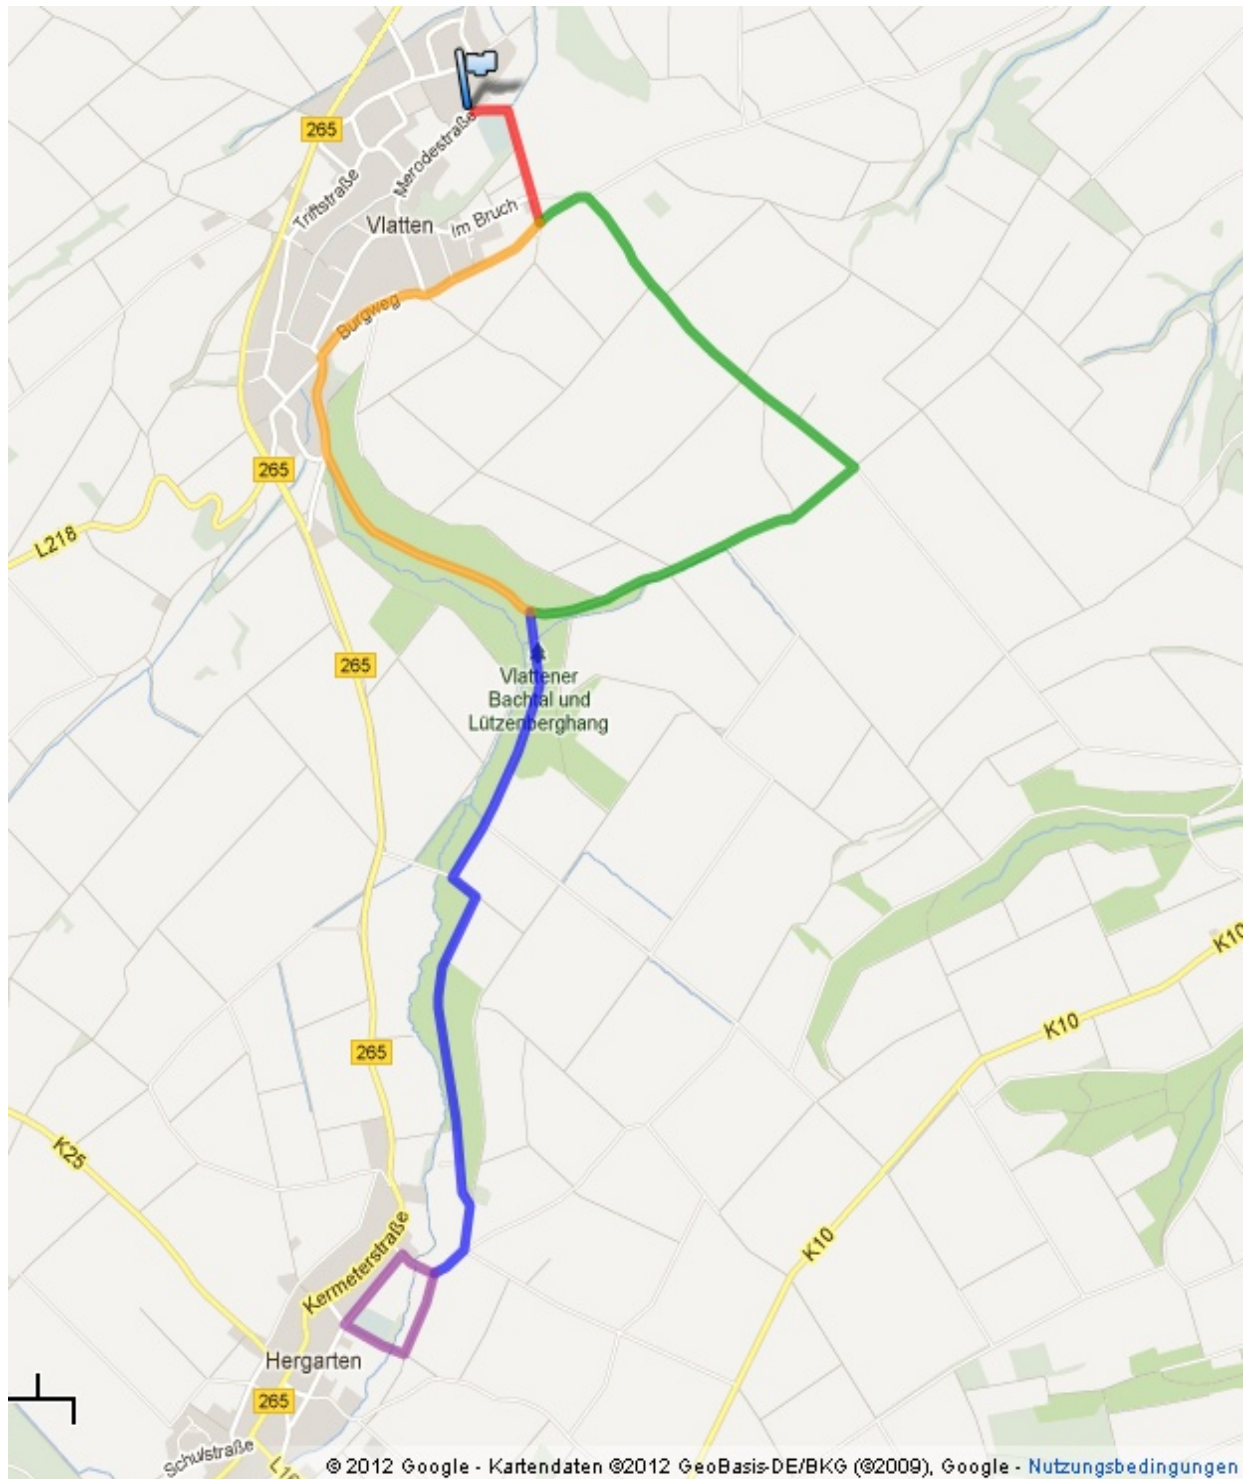 265
Merodestraße
Triftstraße
Vlatten
Im Bruch
Burgweg
265
L218
265
Vlattener
Bachtal und
Lützenberghang
K10
K10
265
K25
K10
Kermeterstraße
Hergarten
265
Schulstraße
© 2012 Google - Kartendaten ©2012 GeoBasis-DE/BKG (©2009), Google - Nutzungsbedingungen